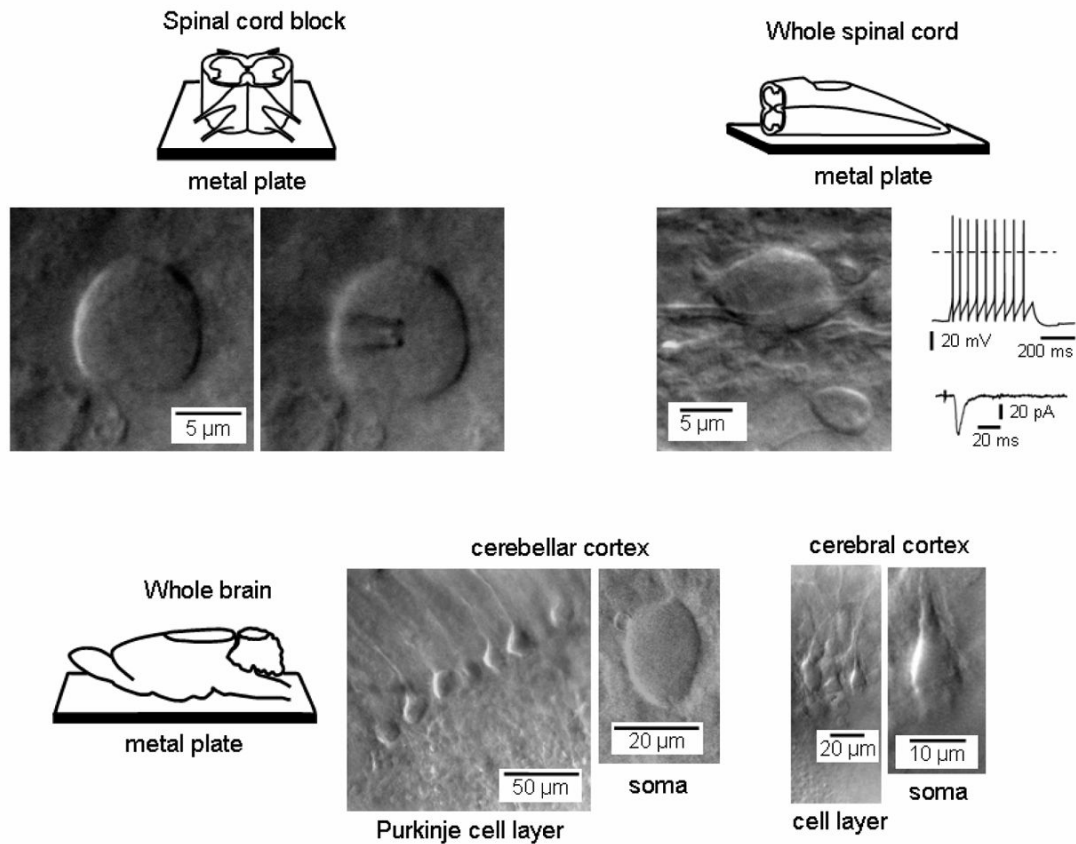 Spinal cord block
metal plate
5 μm
Whole spinal cord
metal plate
5 μm
20 mV
200 ms
20 pA
20 ms
Whole brain
metal plate
cerebellar cortex
50 μm
Purkinje cell layer
20 μm
soma
cerebral cortex
20 μm
cell layer
10 μm
soma